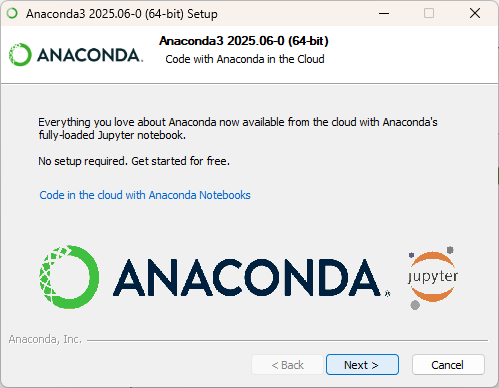 Anaconda3 2025.06-0 (64-bit) Setup
ANACONDA.
Anaconda3 2025.06-0 (64-bit)
Code with Anaconda in the Cloud
Everything you love about Anaconda now available from the cloud with Anaconda's
fully-loaded Jupyter notebook.
No setup required. Get started for free.
Code in the cloud with Anaconda Notebooks
ANACONDA®
jupyter
Anaconda, Inc.
< Back
Next >
Cancel